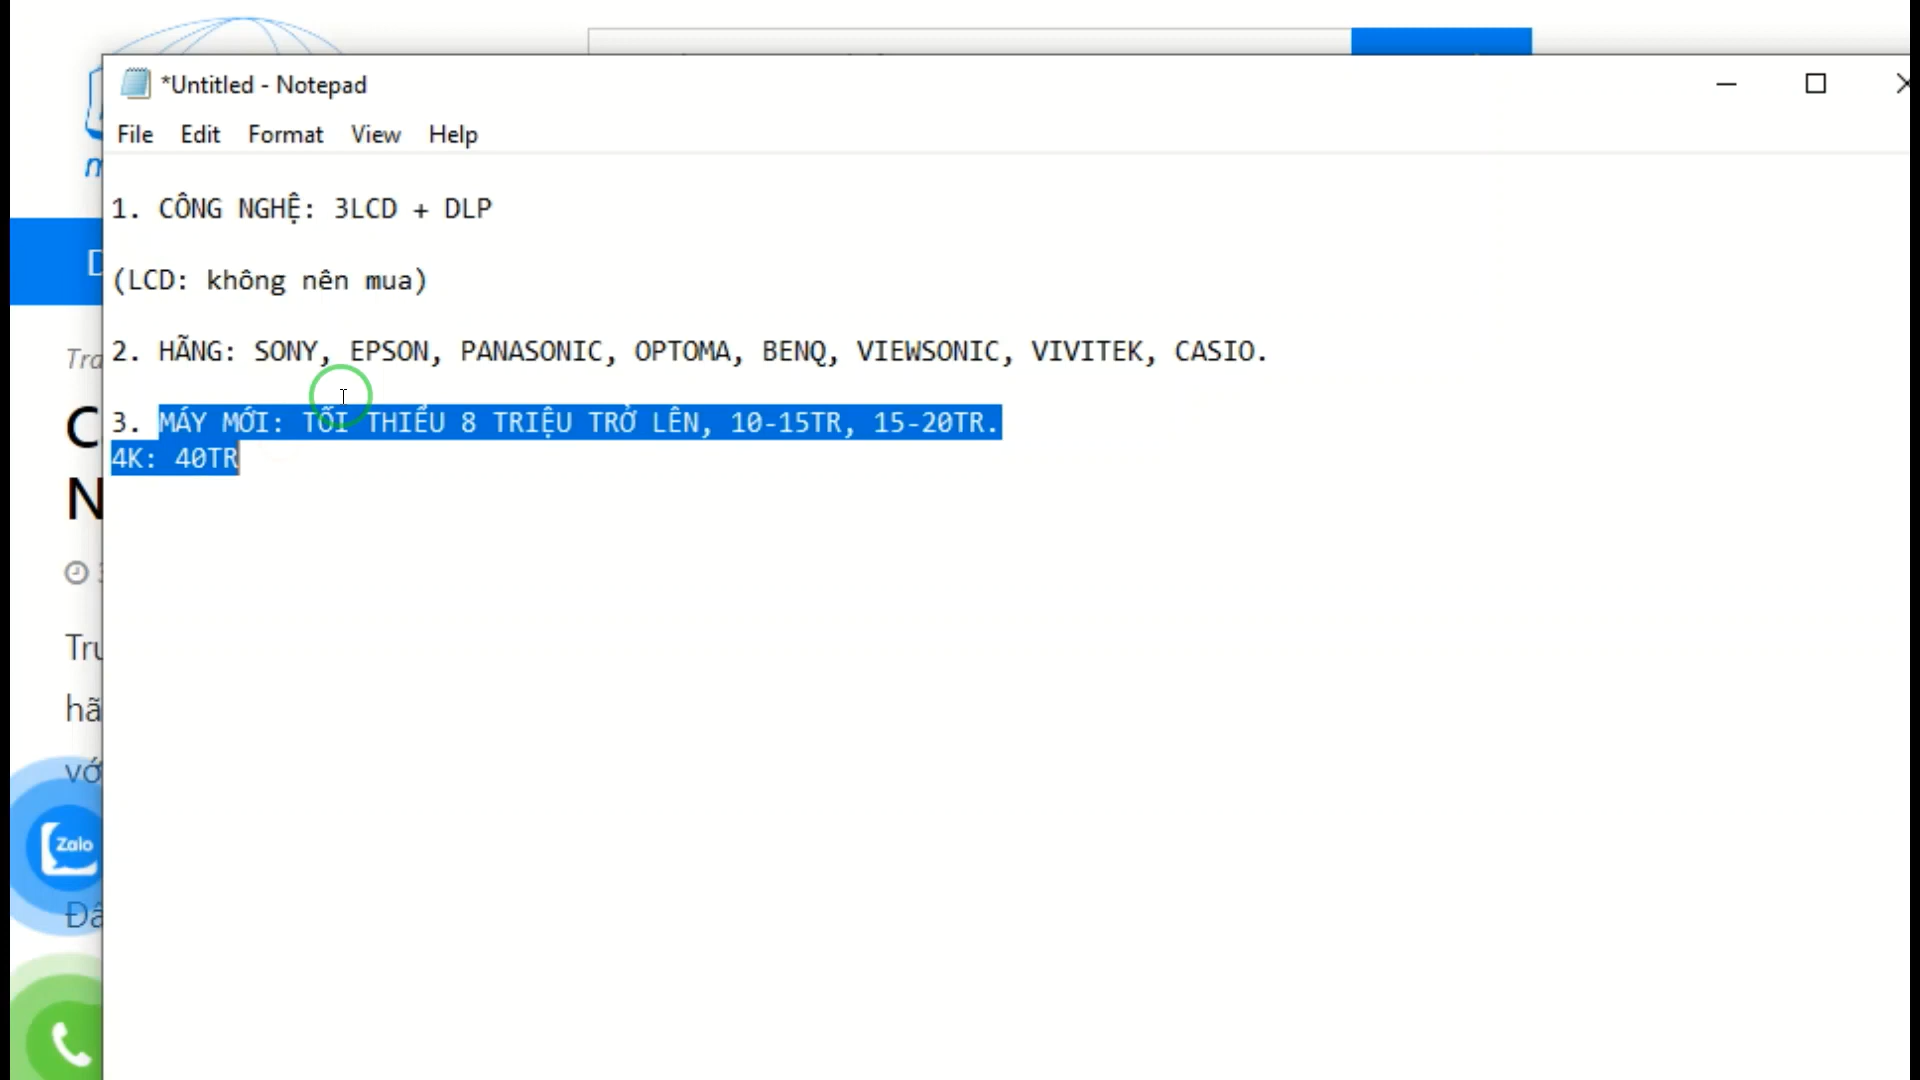 *Untitled - Notepad
File Edit Format View Help
1. CÔNG NGHỆ: 3LCD + DLP
(LCD: không nên mua)
2. HÃNG: SONY, EPSON, PANASONIC, OPTOMA, BENQ, VIEWSONIC, VIVITEK, CASIO.
3. MÁY MỚI: TỐI THIỂU 8 TRIỆU TRỞ LÊN, 10-15TR, 15-20TR.
4K: 40TR
Zalo